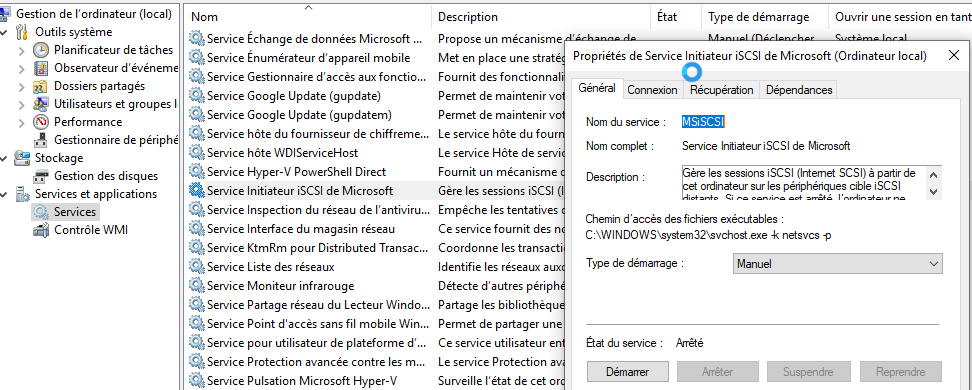 Gestion de l'ordinateur (local)
Outils système
Planificateur de tâches
Observateur d'événeme
Dossiers partagés
Utilisateurs et groupes l
Performance
Gestionnaire de périphé
Stockage
Gestion des disques
Services et applications
Services
Contrôle WMI
Nom Description État Type de démarrage Ouvrir une session en tant
Service Échange de données Microsoft ... Propose un mécanisme d'échange de Manuel (Déclencher Système local
Service Énumérateur d'appareil mobile Met en place une stratég
Service Gestionnaire d'accès aux fonctio... Fournit des fonctionnali
Service Google Update (gupdate) Permet de maintenir vot
Service Google Update (gupdatem) Permet de maintenir vot
Service hôte du fournisseur de chiffreme... Le service hôte du fourn
Service hôte WDIServiceHost Le Service Hôte de servic
Service Hyper-V PowerShell Direct Fournit un mécanisme d
Service Initiateur iSCSI de Microsoft Gère les sessions iSCSI (I
Service Inspection du réseau de l'antiviru... Empêche les tentatives d
Service Interface du magasin réseau Ce service fournit des no
Service KtmRm pour Distributed Transac... Coordonne les transactio
Service Liste des réseaux Identifie les réseaux auxq
Service Moniteur infrarouge Détecte d'autres périphé
Service Partage réseau du Lecteur Windo... Partage les bibliothèque
Service Point d'accès sans fil mobile Win... Permet de partager une
Service pour utilisateur de plateforme d'... Ce service utilisateur ent
Service Protection avancée contre les m... Le service Protection av
Service Pulsation Microsoft Hyper-V Surveille l'état de cet ord
Propriétés de Service Initiateur iSCSI de Microsoft (Ordinateur local)
Général Connexion Récupération Dépendances
Nom du service : MSiSCSI
Nom complet : Service Initiateur iSCSI de Microsoft
Description : Gère les sessions iSCSI (Internet SCSI) à partir de
cet ordinateur sur les périphériques cible iSCSI
distants. Si ce service est arrêté, l'ordinateur ne
Chemin d'accès des fichiers exécutables :
C:\WINDOWS\system32\svchost.exe -k netsvcs -p
Type de démarrage : Manuel
État du service : Arrêté
Démarrer Arrêter Suspendre Reprendre